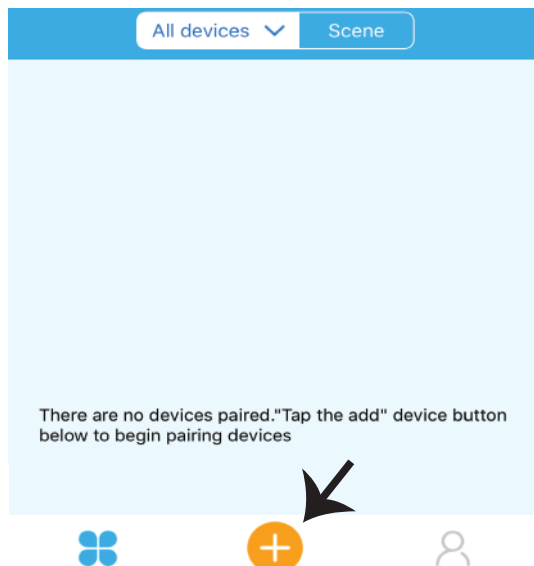 All devices Scene
There are no devices paired."Tap the add" device button
below to begin pairing devices